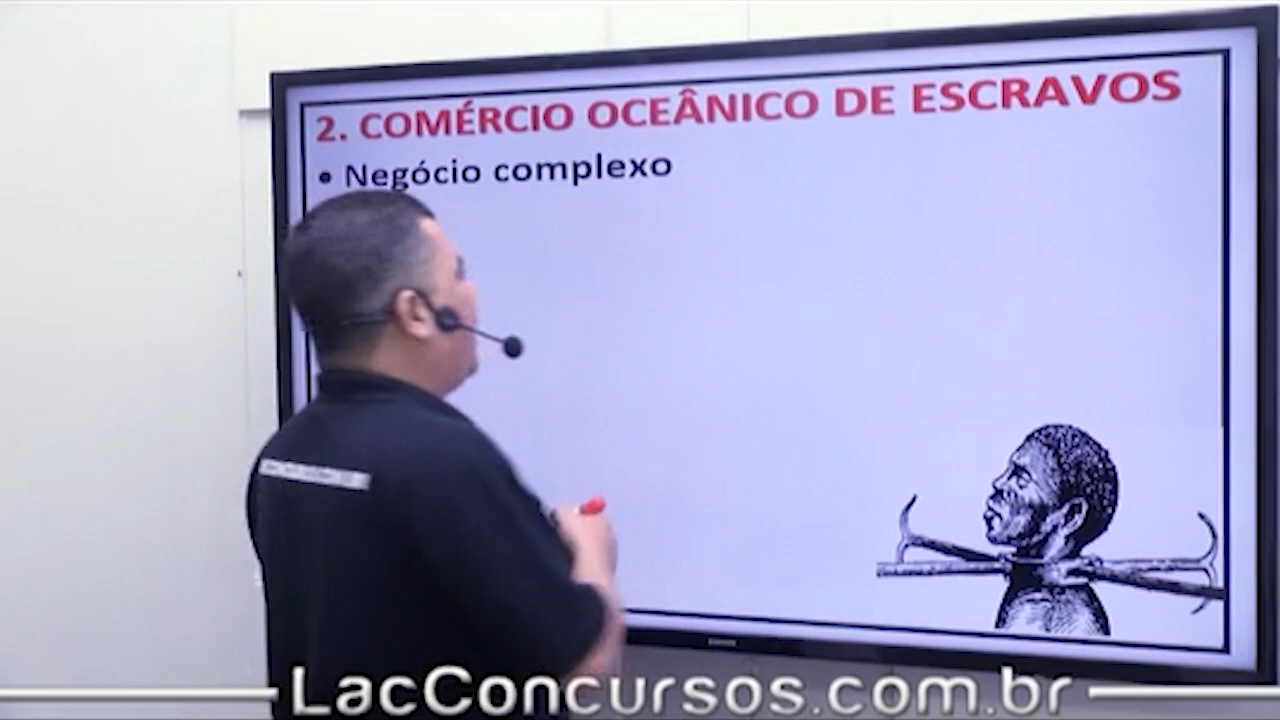 2. COMÉRCIO OCEÂNICO DE ESCRAVOS
• Negócio complexo
LacConcursos.com.br